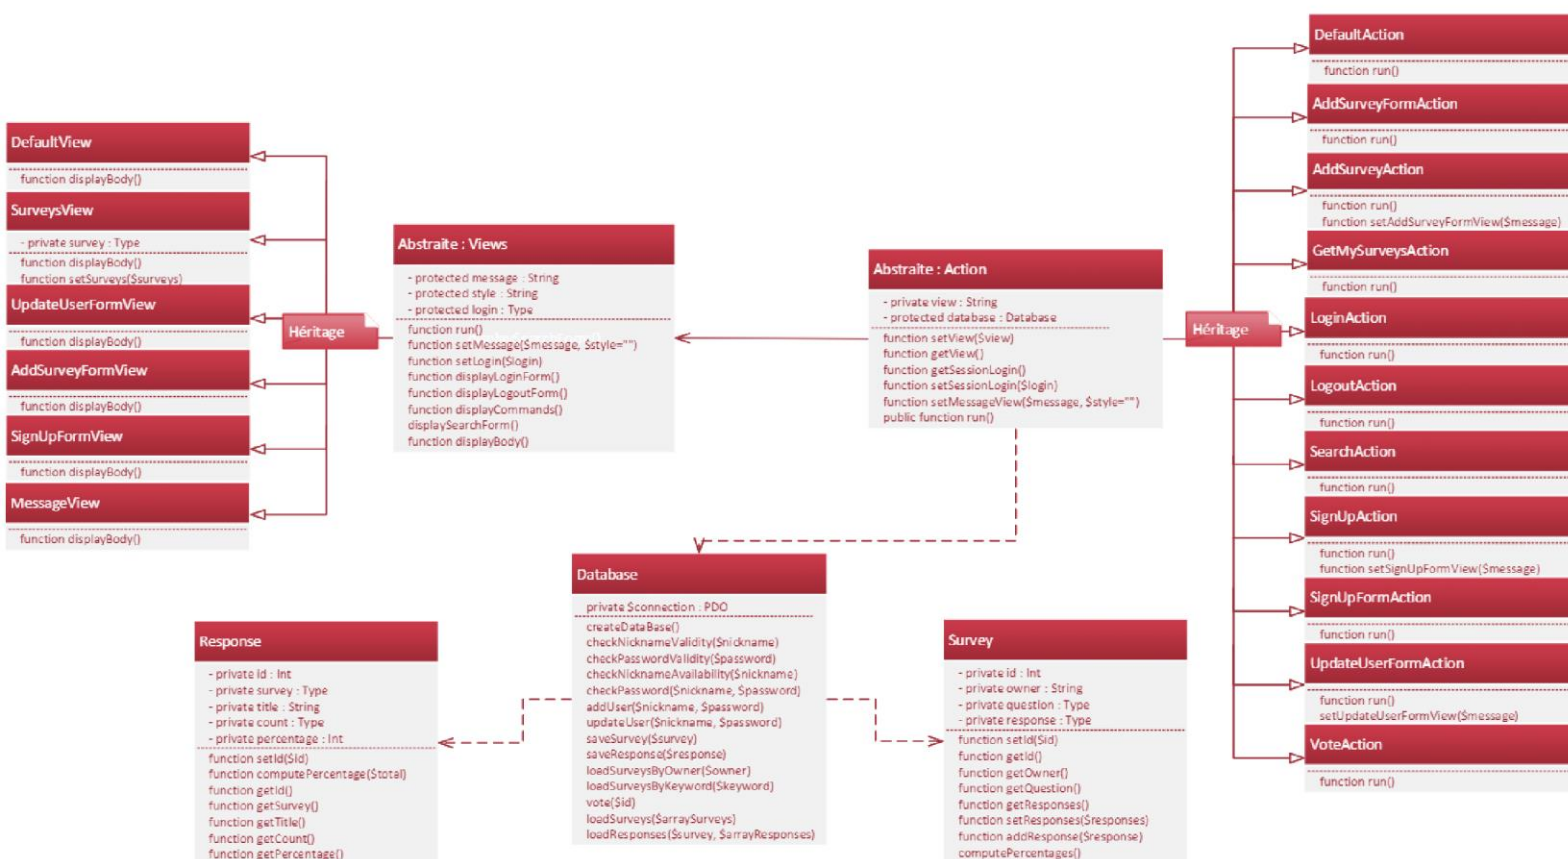 DefaultView
function displayBody()
SurveysView
- private survey : Type
function displayBody()
function setSurveys($surveys)
UpdateUserFormView
function displayBody()
AddSurveyFormView
function displayBody()
SignUpFormView
function displayBody()
MessageView
function displayBody()
Héritage
Abstraite : Views
- protected message : String
- protected style : String
- protected login : Type
function run()
function setMessage($message, $style="")
function setLogin($login)
function displayLoginForm()
function displayLogoutForm()
function displayCommands()
displaySearchForm()
function displayBody()
Abstraite : Action
- private view : String
- protected database : Database
function setView($view)
function getView()
function getSessionLogin()
function setSessionLogin($login)
function setMessageView($message, $style="")
public function run()
Héritage
DefaultAction
function run()
AddSurveyFormAction
function run()
AddSurveyAction
function run()
function setAddSurveyFormView($message)
GetMySurveysAction
function run()
LoginAction
function run()
LogoutAction
function run()
SearchAction
function run()
SignUpAction
function run()
function setSignUpFormView($message)
SignUpFormAction
function run()
UpdateUserFormAction
function run()
setUpdateUserFormView($message)
VoteAction
function run()
Response
- private id : Int
- private survey : Type
- private title : String
- private count : Type
- private percentage : Int
function setId($id)
function computePercentage($total)
function getId()
function getSurvey()
function getTitle()
function getCount()
function getPercentage()
Database
private $connection : PDO
createDataBase()
checkNicknameValidity($nickname)
checkPasswordValidity($password)
checkNicknameAvailability($nickname)
checkPassword($nickname, $password)
addUser($nickname, $password)
updateUser($nickname, $password)
saveSurvey($survey)
saveResponse($response)
loadSurveysByOwner($owner)
loadSurveysByKeyword($keyword)
vote($id)
loadSurveys($arraySurveys)
loadResponses($survey, $arrayResponses)
Survey
- private id : Int
- private owner : String
- private question : Type
- private response : Type
function setId($id)
function getId()
function getOwner()
function getQuestion()
function getResponses()
function setResponses($responses)
function addResponse($response)
computePercentages()